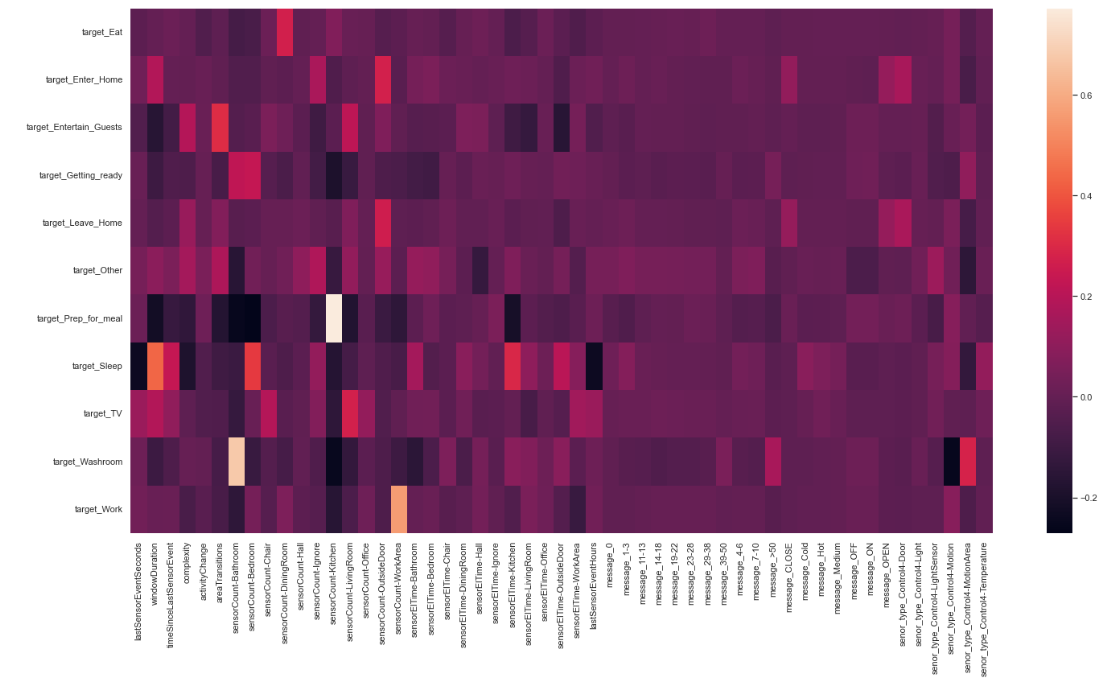 target_Eat
target_Enter_Home
target_Entertain_Guests
target_Getting_ready
target_Leave_Home
target_Other
target_Prep_for_meal
target_Sleep
target_TV
target_Washroom
target_Work
0.6
0.4
0.2
0.0
−0.2
lastSensorEventSeconds
windowDuration
timeSinceLastSensorEvent
complexity
activityChange
areaTransitions
sensorCount-Bathroom
sensorCount-Bedroom
sensorCount-Chair
sensorCount-DiningRoom
sensorCount-Hall
sensorCount-Ignore
sensorCount-Kitchen
sensorCount-LivingRoom
sensorCount-Office
sensorCount-OutsideDoor
sensorCount-WorkArea
sensorElTime-Bathroom
sensorElTime-Bedroom
sensorElTime-Chair
sensorElTime-DiningRoom
sensorElTime-Hall
sensorElTime-Ignore
sensorElTime-Kitchen
sensorElTime-LivingRoom
sensorElTime-Office
sensorElTime-OutsideDoor
sensorElTime-WorkArea
lastSensorEventHours
message_0
message_1-3
message_11-13
message_14-18
message_19-22
message_23-28
message_29-38
message_39-50
message_4-6
message_7-10
message_>50
message_CLOSE
message_Cold
message_Hot
message_Medium
message_OFF
message_ON
message_OPEN
senor_type_Control4-Door
senor_type_Control4-Light
senor_type_Control4-LightSensor
senor_type_Control4-Motion
senor_type_Control4-MotionArea
senor_type_Control4-Temperature